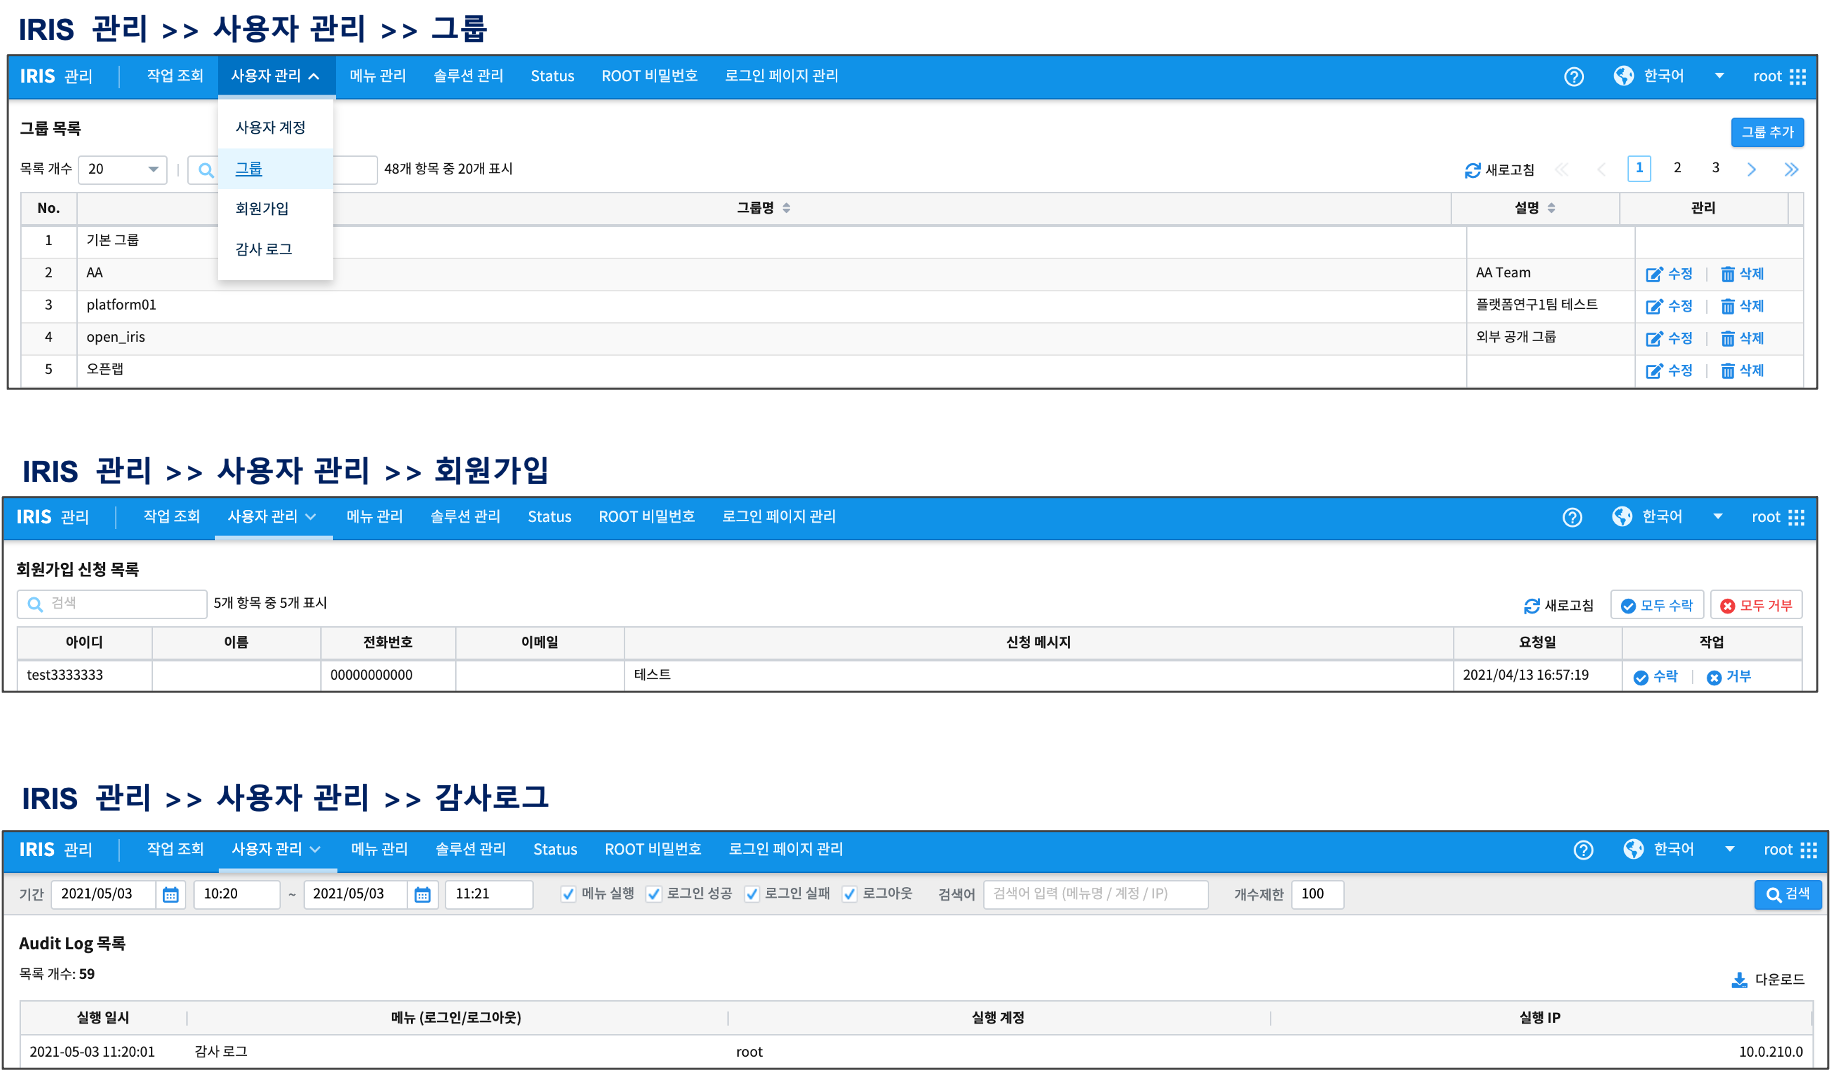 IRIS 관리 >> 사용자 관리 >> 그룹
IRIS 관리 작업 조회 사용자 관리 메뉴 관리 솔루션 관리 Status ROOT 비밀번호 로그인 페이지 관리 한국어 root
사용자 계정
그룹
회원가입
감사 로그
그룹 목록 그룹 추가
목록 개수 20 48개 항목 중 20개 표시 새로고침 1 2 3
No. 그룹명 설명 관리
1 기본 그룹
2 AA AA Team 수정 삭제
3 platform01 플랫폼연구1팀 테스트 수정 삭제
4 open_iris 외부 공개 그룹 수정 삭제
5 오픈랩 수정 삭제
IRIS 관리 >> 사용자 관리 >> 회원가입
IRIS 관리 작업 조회 사용자 관리 메뉴 관리 솔루션 관리 Status ROOT 비밀번호 로그인 페이지 관리 한국어 root
회원가입 신청 목록
검색 5개 항목 중 5개 표시 새로고침 모두 수락 모두 거부
아이디 이름 전화번호 이메일 신청 메시지 요청일 작업
test3333333 00000000000 테스트 2021/04/13 16:57:19 수락 거부
IRIS 관리 >> 사용자 관리 >> 감사로그
IRIS 관리 작업 조회 사용자 관리 메뉴 관리 솔루션 관리 Status ROOT 비밀번호 로그인 페이지 관리 한국어 root
기간 2021/05/03 10:20 ~ 2021/05/03 11:21 메뉴 실행 로그인 성공 로그인 실패 로그아웃 검색어 검색어 입력 (메뉴명 / 계정 / IP) 개수제한 100 검색
Audit Log 목록
목록 개수: 59 다운로드
실행 일시 메뉴 (로그인/로그아웃) 실행 계정 실행 IP
2021-05-03 11:20:01 감사 로그 root 10.0.210.0